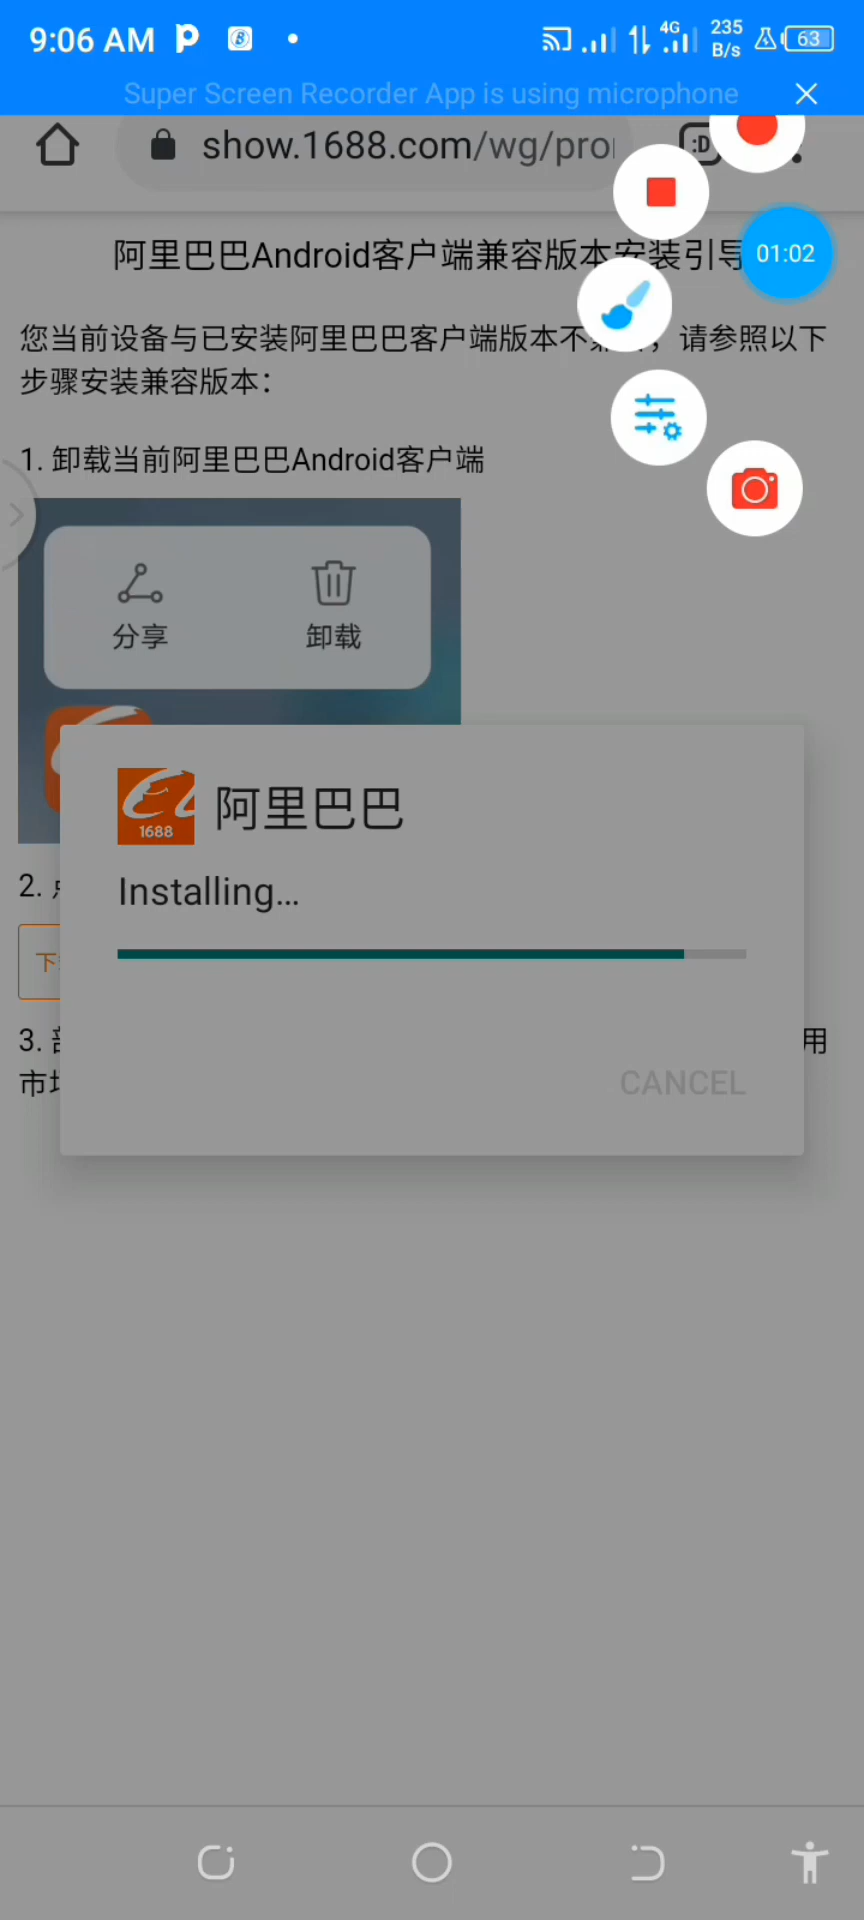 9:06 AM
4G
235
B/s
63
Super Screen Recorder App is using microphone
show.1688.com/wg/pro
:D
阿里巴巴Android客户端兼容版本安装引导
01:02
您当前设备与已安装阿里巴巴客户端版本不 请参照以下
步骤安装兼容版本：
1. 卸载当前阿里巴巴Android客户端
分享
卸载
1688
阿里巴巴
Installing...
2.
下
3.
用
市
CANCEL